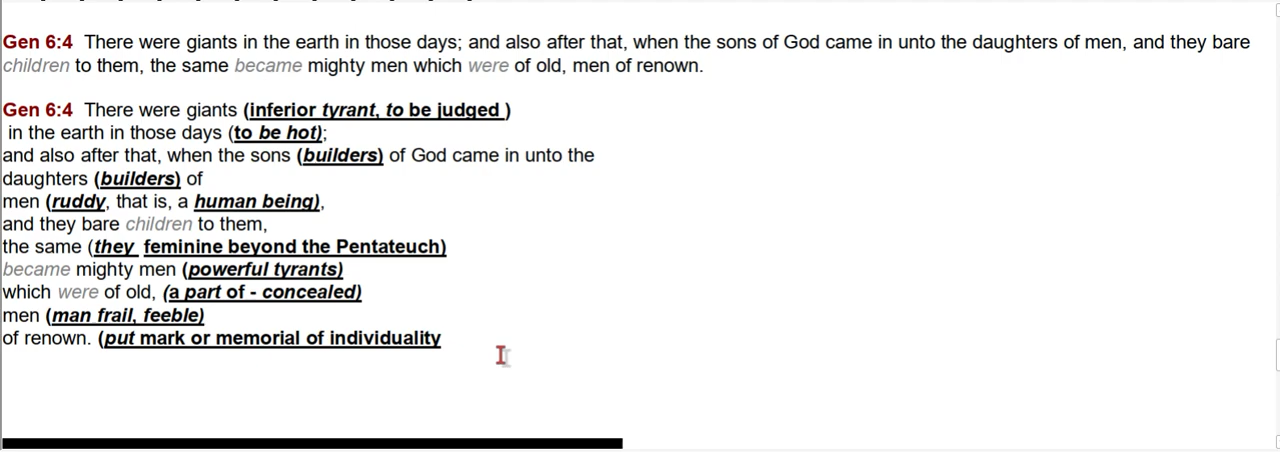 Gen 6:4 There were giants in the earth in those days; and also after that, when the sons of God came in unto the daughters of men, and they bare
children to them, the same became mighty men which were of old, men of renown.
Gen 6:4 There were giants (inferior tyrant, to be judged )
in the earth in those days (to be hot);
and also after that, when the sons (builders) of God came in unto the
daughters (builders) of
men (ruddy, that is, a human being),
and they bare children to them,
the same (they feminine beyond the Pentateuch)
became mighty men (powerful tyrants)
which were of old, (a part of - concealed)
men (man frail, feeble)
of renown. (put mark or memorial of individuality